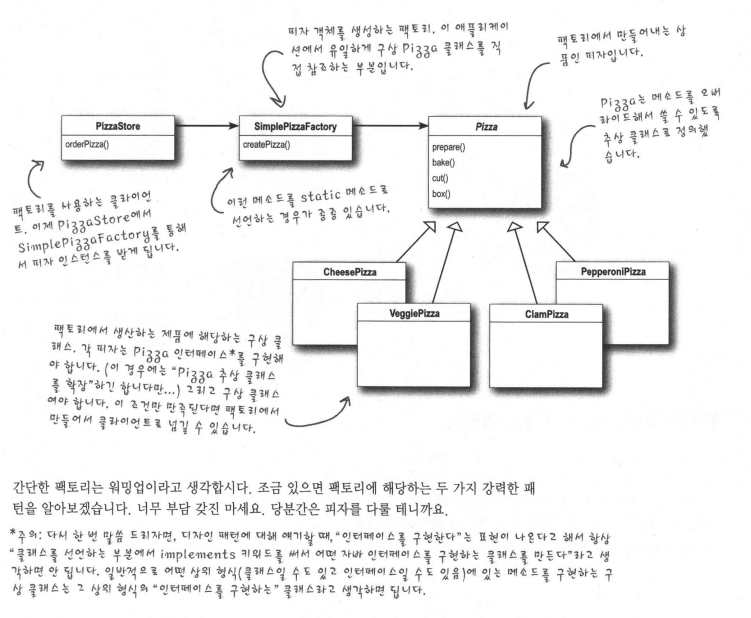 피자 객체를 생성하는 팩토리. 이 애플리케이
션에서 유일하게 구상 Pizza 클래스를 직
접 참조하는 부분입니다.
팩토리에서 만들어내는 상
품인 피자입니다.
PizzaStore
orderPizza()
SimplePizzaFactory
createPizza()
Pizza
prepare()
bake()
cut()
box()
Pizza는 메소드를 오버
라이드해서 쓸 수 있도록
추상 클래스로 정의했
습니다.
팩토리를 사용하는 클라이언
트. 이제 PizzaStore에서
SimplePizzaFactory를 통해
서 피자 인스턴스를 받게 됩니다.
이런 메소드를 static 메소드로
선언하는 경우가 종종 있습니다.
CheesePizza
VeggiePizza
ClamPizza
PepperoniPizza
팩토리에서 생산하는 제품에 해당하는 구상 클
래스. 각 피자는 Pizza 인터페이스*를 구현해
야 합니다. (이 경우에는 “Pizza 추상 클래스
를 확장”하긴 합니다만...) 그리고 구상 클래스
여야 합니다. 이 조건만 만족된다면 팩토리에서
만들어서 클라이언트로 넘길 수 있습니다.
간단한 팩토리는 워밍업이라고 생각합시다. 조금 있으면 팩토리에 해당하는 두 가지 강력한 패
턴을 알아보겠습니다. 너무 부담 갖진 마세요. 당분간은 피자를 다룰 테니까요.
*주의: 다시 한 번 말씀 드리자면, 디자인 패턴에 대해 얘기할 때, “인터페이스를 구현한다”는 표현이 나온다고 해서 항상
“클래스를 선언하는 부분에서 implements 키워드를 써서 어떤 자바 인터페이스를 구현하는 클래스를 만든다”라고 생
각하면 안 됩니다. 일반적으로 어떤 상위 형식(클래스일 수도 있고 인터페이스일 수도 있음)에 있는 메소드를 구현하는 구
상 클래스는 그 상위 형식의 “인터페이스를 구현하는” 클래스라고 생각하면 됩니다.